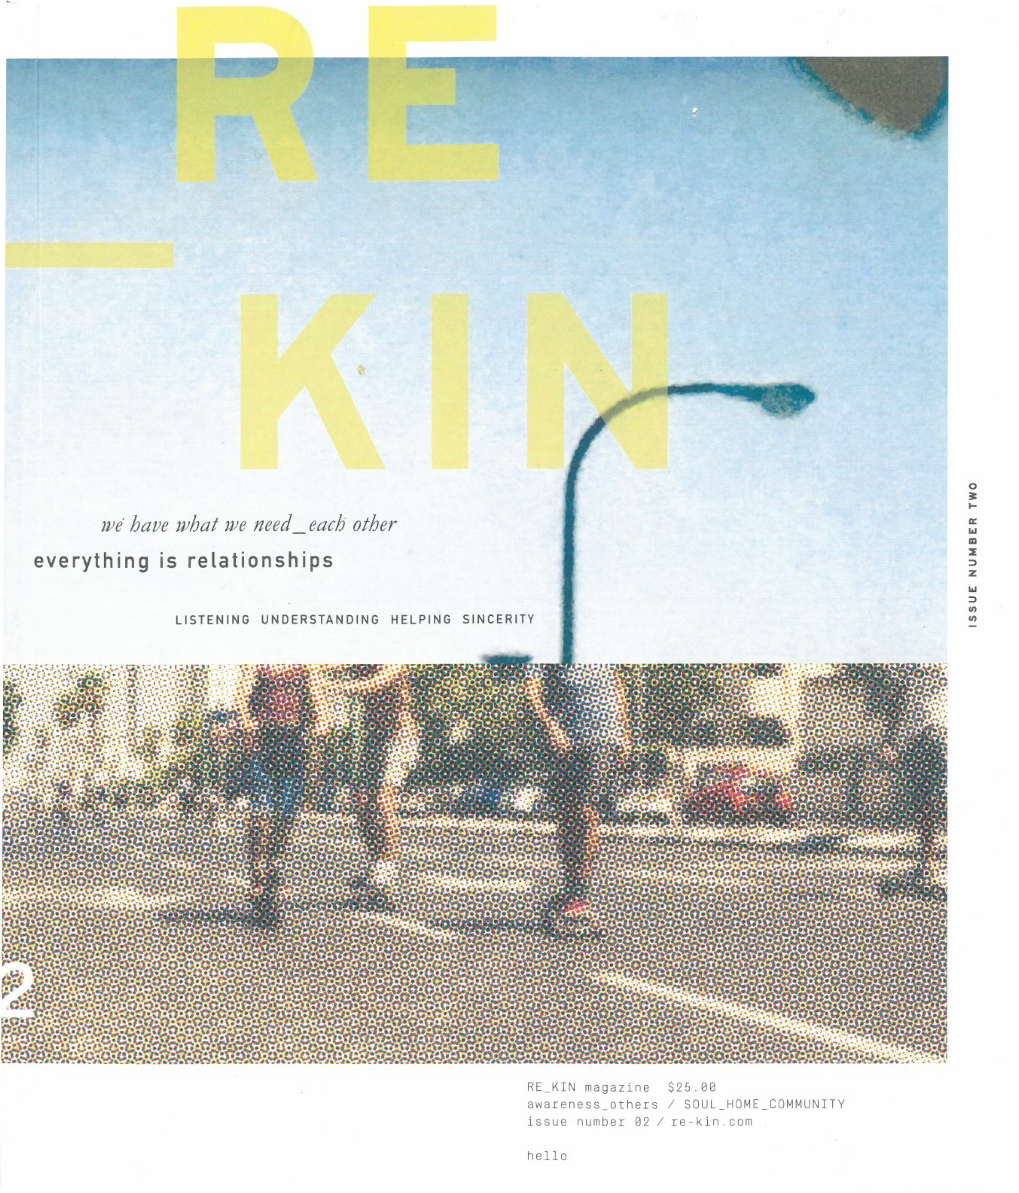 RE
_
KIN
we have what we need_each other
everything is relationships
LISTENING UNDERSTANDING HELPING SINCERITY
ISSUE NUMBER TWO
2
RE_KIN magazine $25.00
awareness_others / SOUL_HOME_COMMUNITY
issue number 02 / re-kin.com
hello